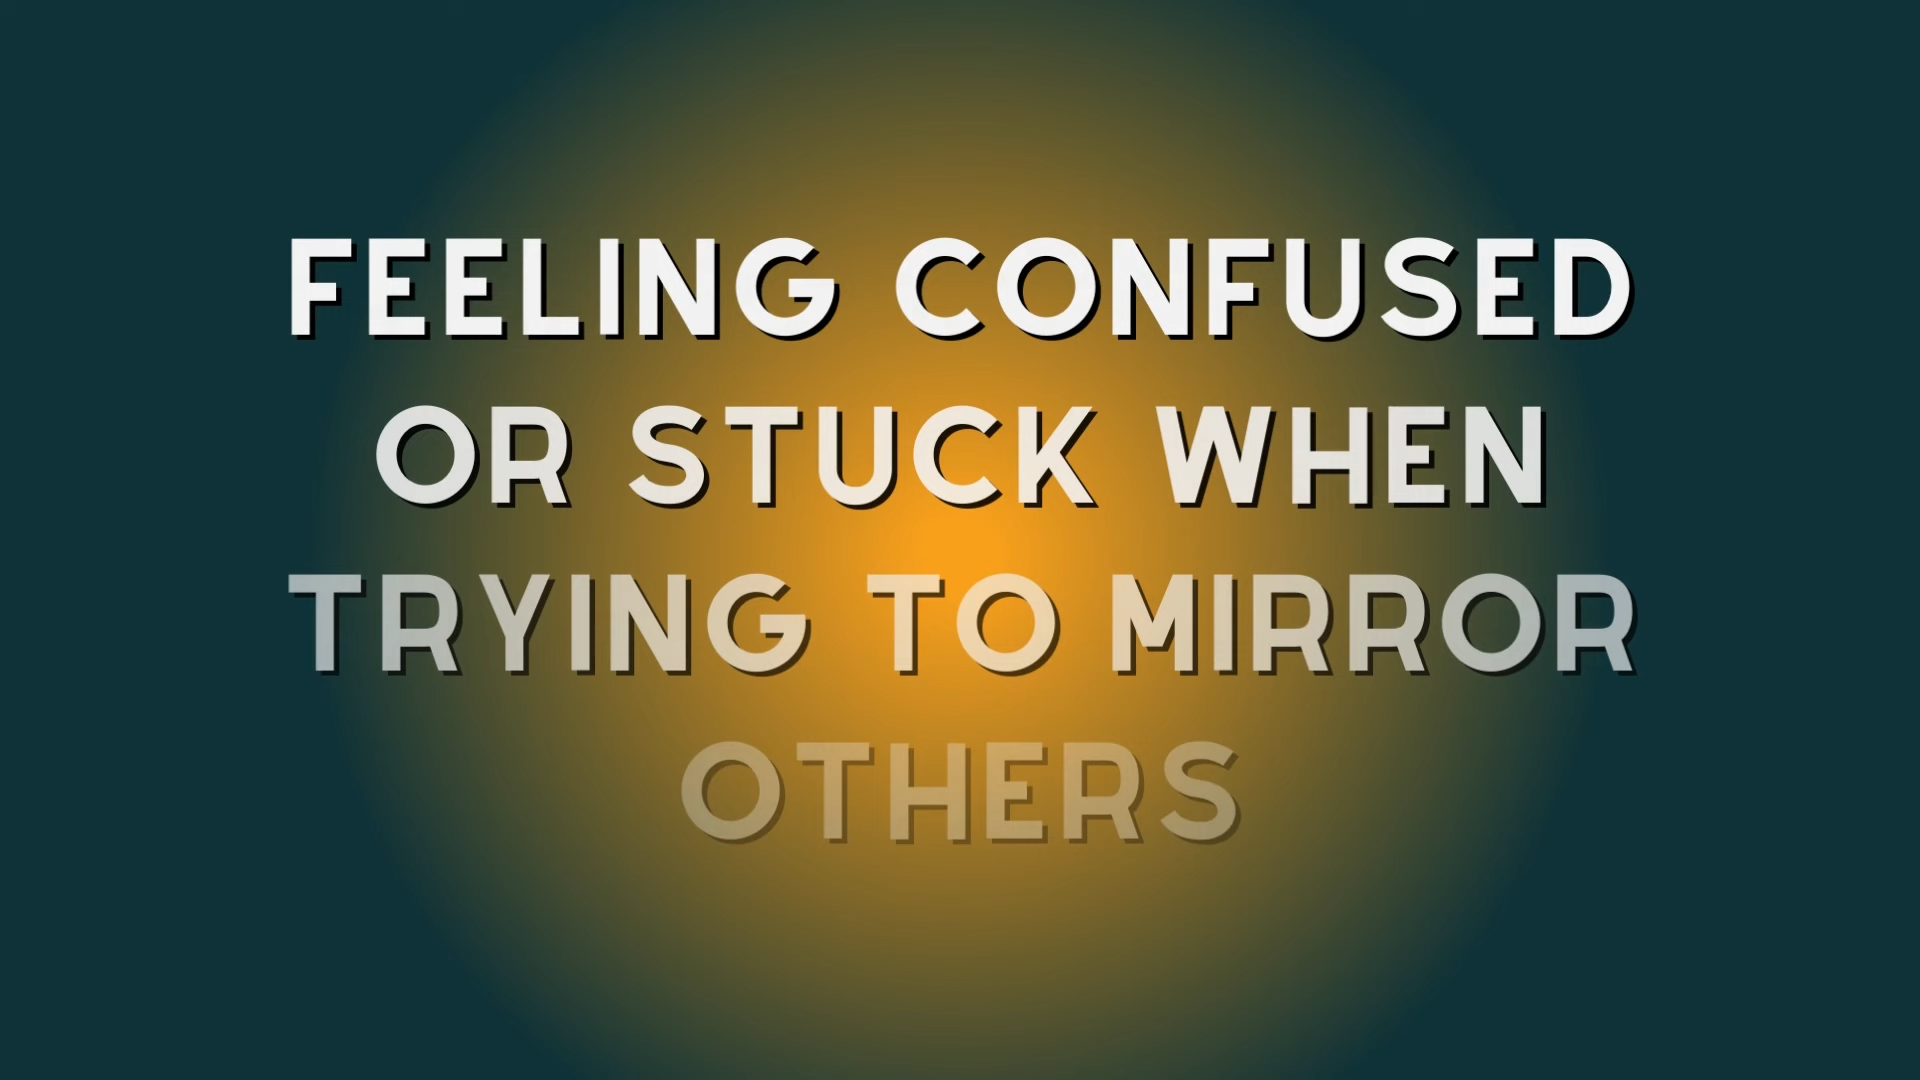 FEELING CONFUSED
OR STUCK WHEN
TRYING TO MIRROR
OTHERS